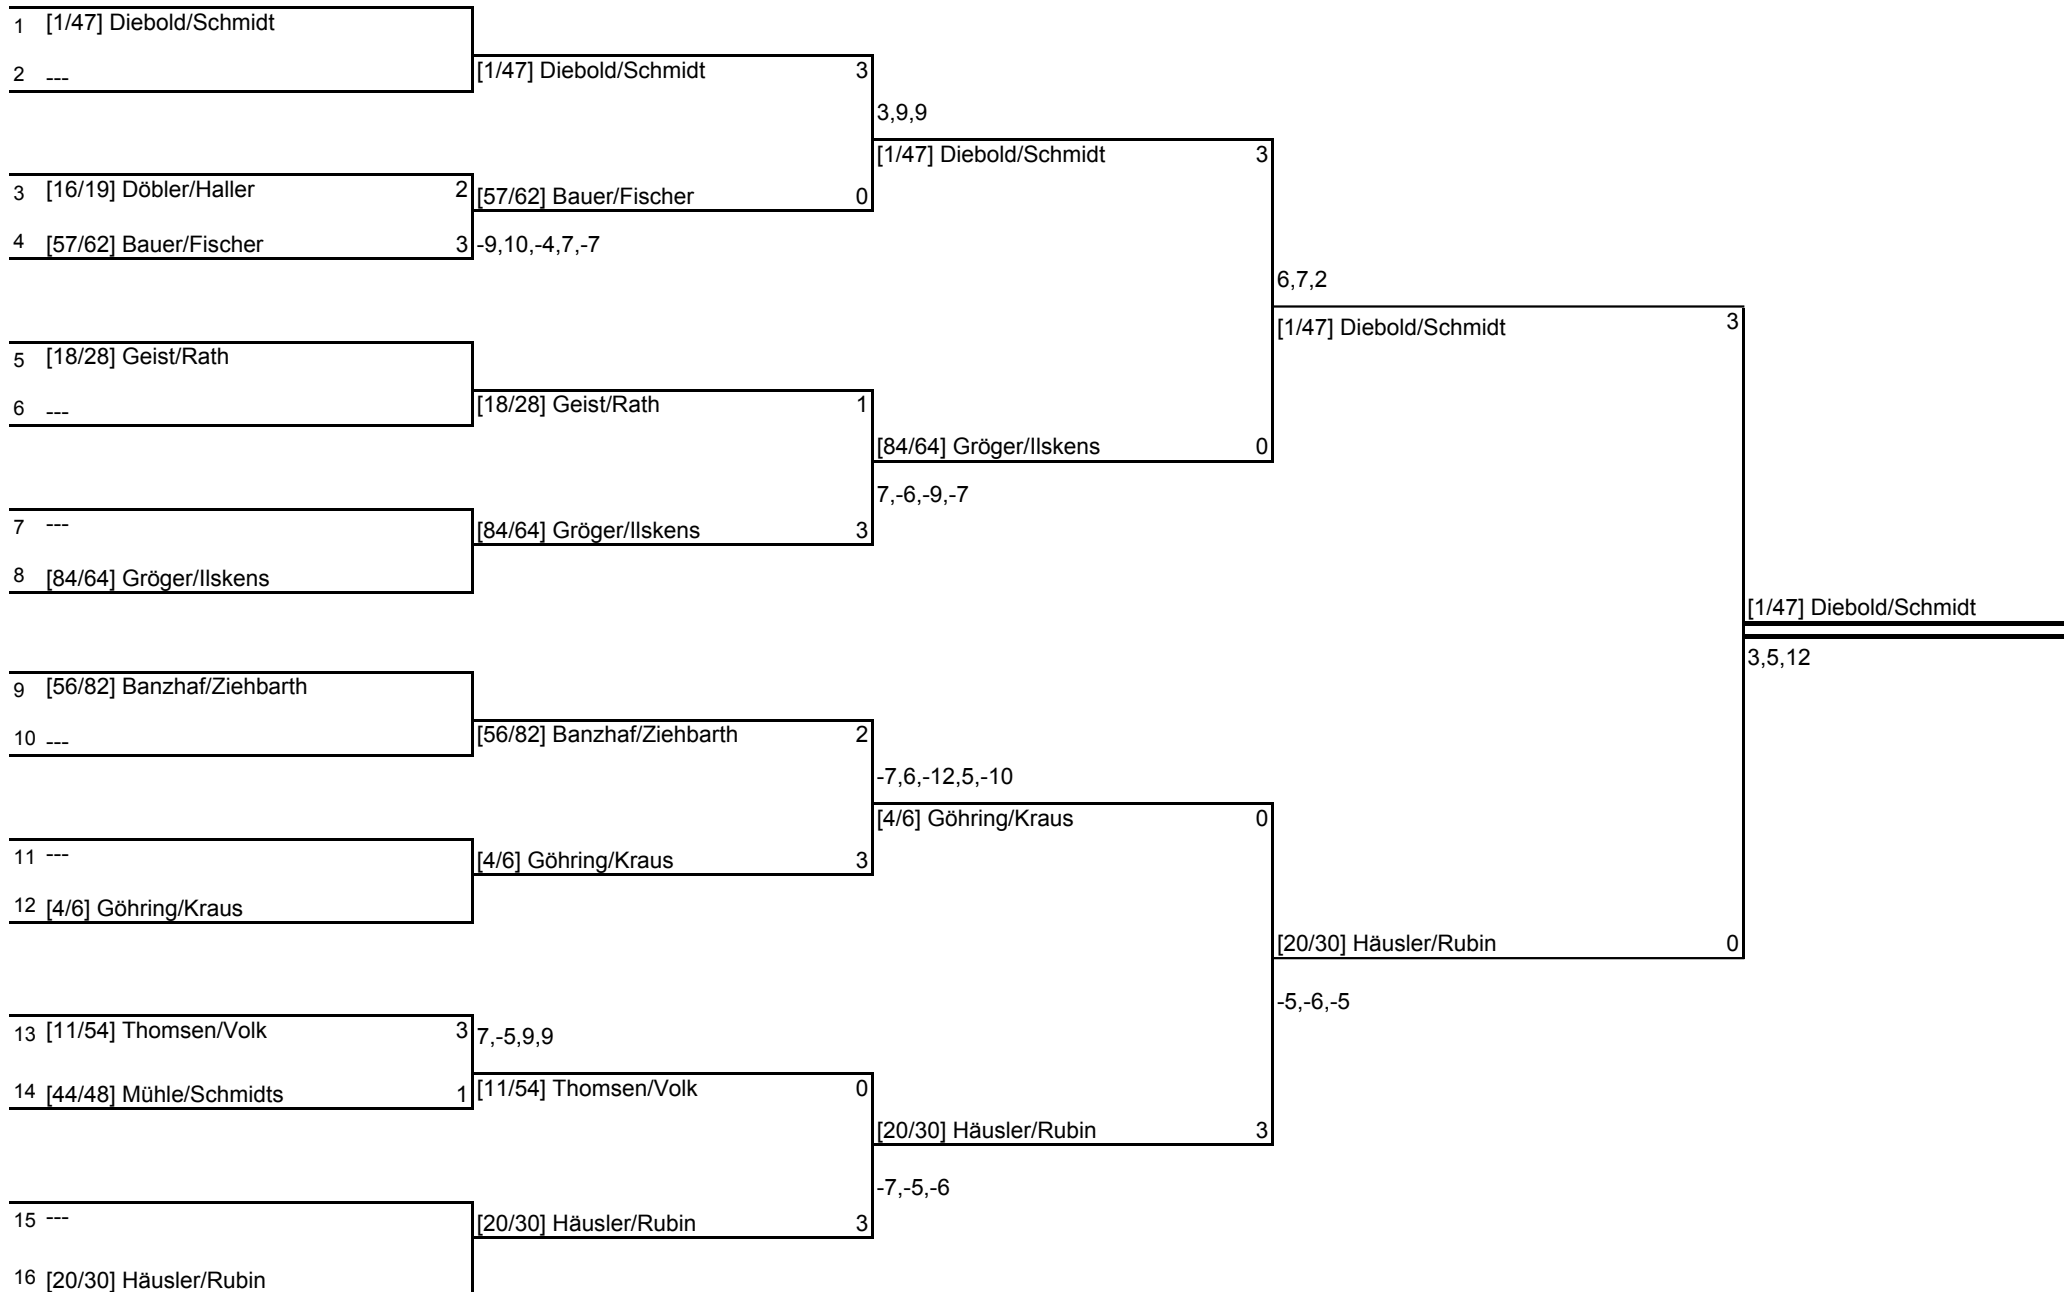 1 [1/47] Diebold/Schmidt
2 ---
[1/47] Diebold/Schmidt 3
3,9,9
[1/47] Diebold/Schmidt 3
3 [16/19] Döbler/Haller 2
[57/62] Bauer/Fischer 0
4 [57/62] Bauer/Fischer 3
-9,10,-4,7,-7
6,7,2
[1/47] Diebold/Schmidt 3
5 [18/28] Geist/Rath
6 ---
[18/28] Geist/Rath 1
[84/64] Gröger/Ilskens 0
7,-6,-9,-7
7 ---
[84/64] Gröger/Ilskens 3
8 [84/64] Gröger/Ilskens
[1/47] Diebold/Schmidt
3,5,12
9 [56/82] Banzhaf/Ziehbarth
10 ---
[56/82] Banzhaf/Ziehbarth 2
-7,6,-12,5,-10
[4/6] Göhring/Kraus 0
11 ---
[4/6] Göhring/Kraus 3
12 [4/6] Göhring/Kraus
[20/30] Häusler/Rubin 0
-5,-6,-5
13 [11/54] Thomsen/Volk 3
7,-5,9,9
14 [44/48] Mühle/Schmidts 1
[11/54] Thomsen/Volk 0
[20/30] Häusler/Rubin 3
-7,-5,-6
15 ---
[20/30] Häusler/Rubin 3
16 [20/30] Häusler/Rubin